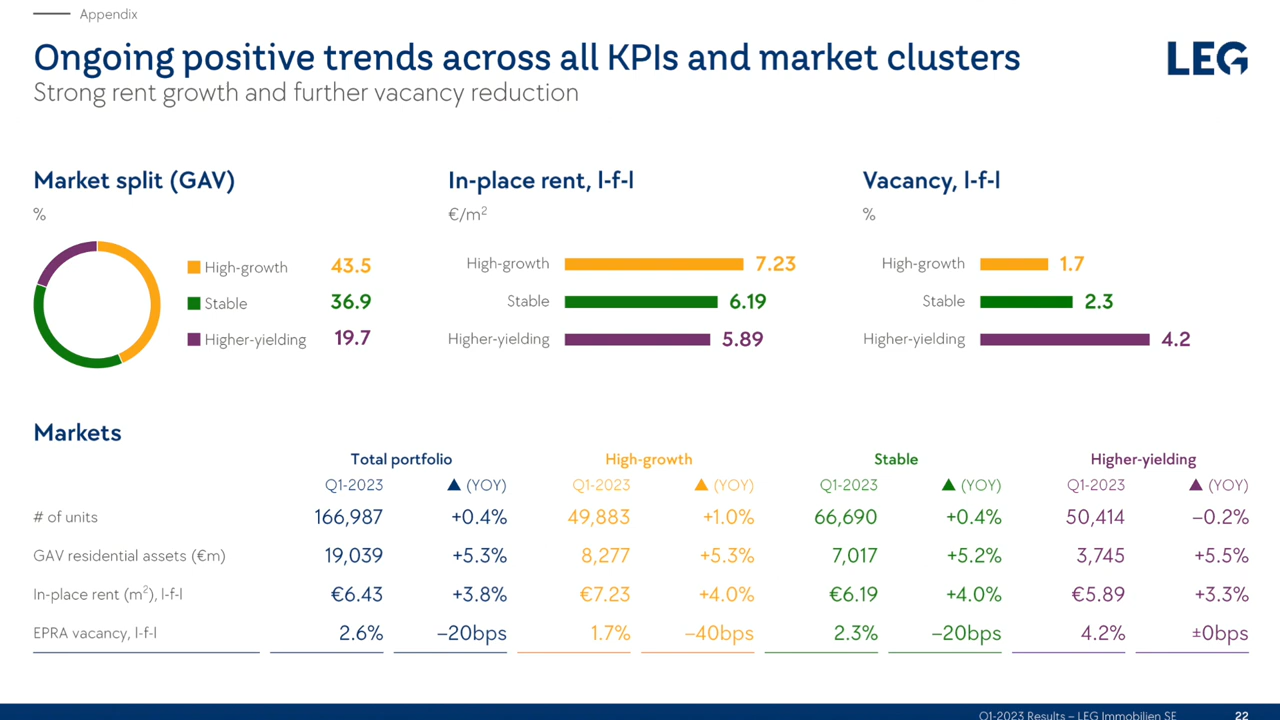 Appendix
Ongoing positive trends across all KPIs and market clusters
LEG
Strong rent growth and further vacancy reduction
Market split (GAV)
%
High-growth 43.5
Stable 36.9
Higher-yielding 19.7
In-place rent, l-f-l
€/m²
High-growth 7.23
Stable 6.19
Higher-yielding 5.89
Vacancy, l-f-l
%
High-growth 1.7
Stable 2.3
Higher-yielding 4.2
Markets
Total portfolio High-growth Stable Higher-yielding
Q1-2023 ▲ (YOY) Q1-2023 ▲ (YOY) Q1-2023 ▲ (YOY) Q1-2023 ▲ (YOY)
# of units 166,987 +0.4% 49,883 +1.0% 66,690 +0.4% 50,414 –0.2%
GAV residential assets (€m) 19,039 +5.3% 8,277 +5.3% 7,017 +5.2% 3,745 +5.5%
In-place rent (m²), l-f-l €6.43 +3.8% €7.23 +4.0% €6.19 +4.0% €5.89 +3.3%
EPRA vacancy, l-f-l 2.6% –20bps 1.7% –40bps 2.3% –20bps 4.2% ±0bps
Q1-2023 Results – LEG Immobilien SE 22